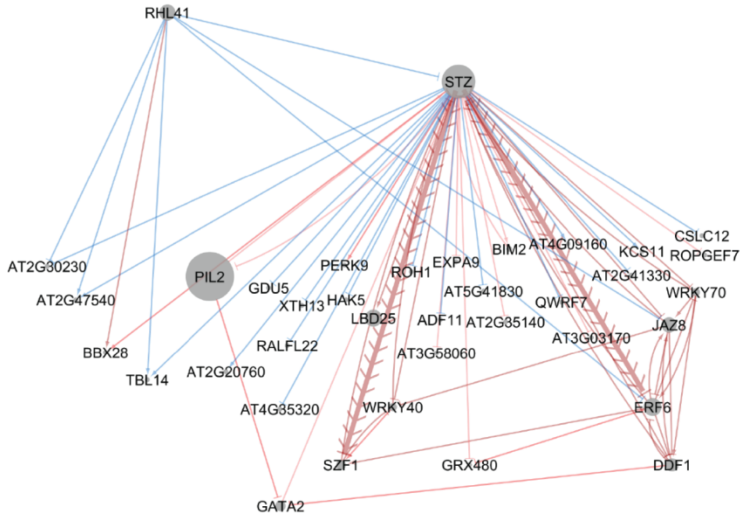 RHL41
STZ
CSLC12
BIM2
AT4G09160
KCS11
ROPGEF7
AT2G30230
PIL2
PERK9
ROH1
EXPA9
AT2G41330
GDU5
AT5G41830
WRKY70
AT2G47540
XTH13
HAK5
QWRF7
LBD25
ADF11
AT2G35140
JAZ8
AT3G03170
BBX28
RALFL22
AT3G58060
TBL14
AT2G20760
AT4G35320
WRKY40
ERF6
SZF1
GRX480
DDF1
GATA2